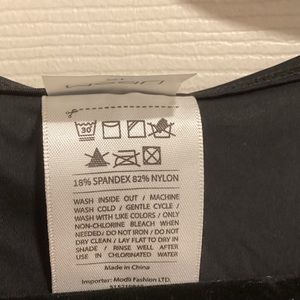 30
18% SPANDEX 82% NYLON
WASH INSIDE OUT / MACHINE
WASH COLD / GENTLE CYCLE /
WASH WITH LIKE COLORS / ONLY
NON-CHLORINE BLEACH WHEN
NEEDED/ DO NOT IRON / DO NOT
DRY CLEAN / LAY FLAT TO DRY IN
SHADE / RINSE WELL AFTER
USE IN CHLORINATED WATER
Made in China
Importer: Modli Fashion LTD.